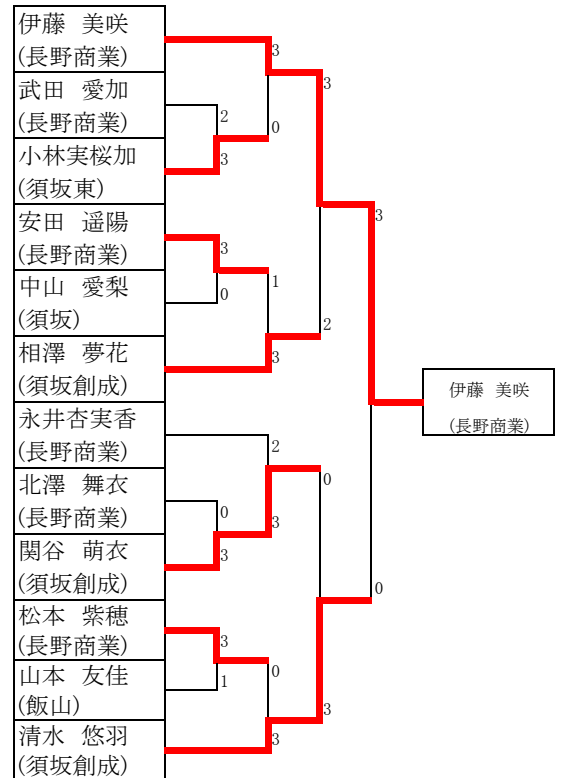 伊藤 美咲
(長野商業)
武田 愛加
(長野商業)
小林実桜加
(須坂東)
安田 遥陽
(長野商業)
中山 愛梨
(須坂)
相澤 夢花
(須坂創成)
永井杏実香
(長野商業)
北澤 舞衣
(長野商業)
関谷 萌衣
(須坂創成)
松本 紫穂
(長野商業)
山本 友佳
(飯山)
清水 悠羽
(須坂創成)
2
3
3
0
0
3
3
1
3
0
1
3
2
3
0
3
3
2
0
3
3
0
伊藤 美咲
(長野商業)